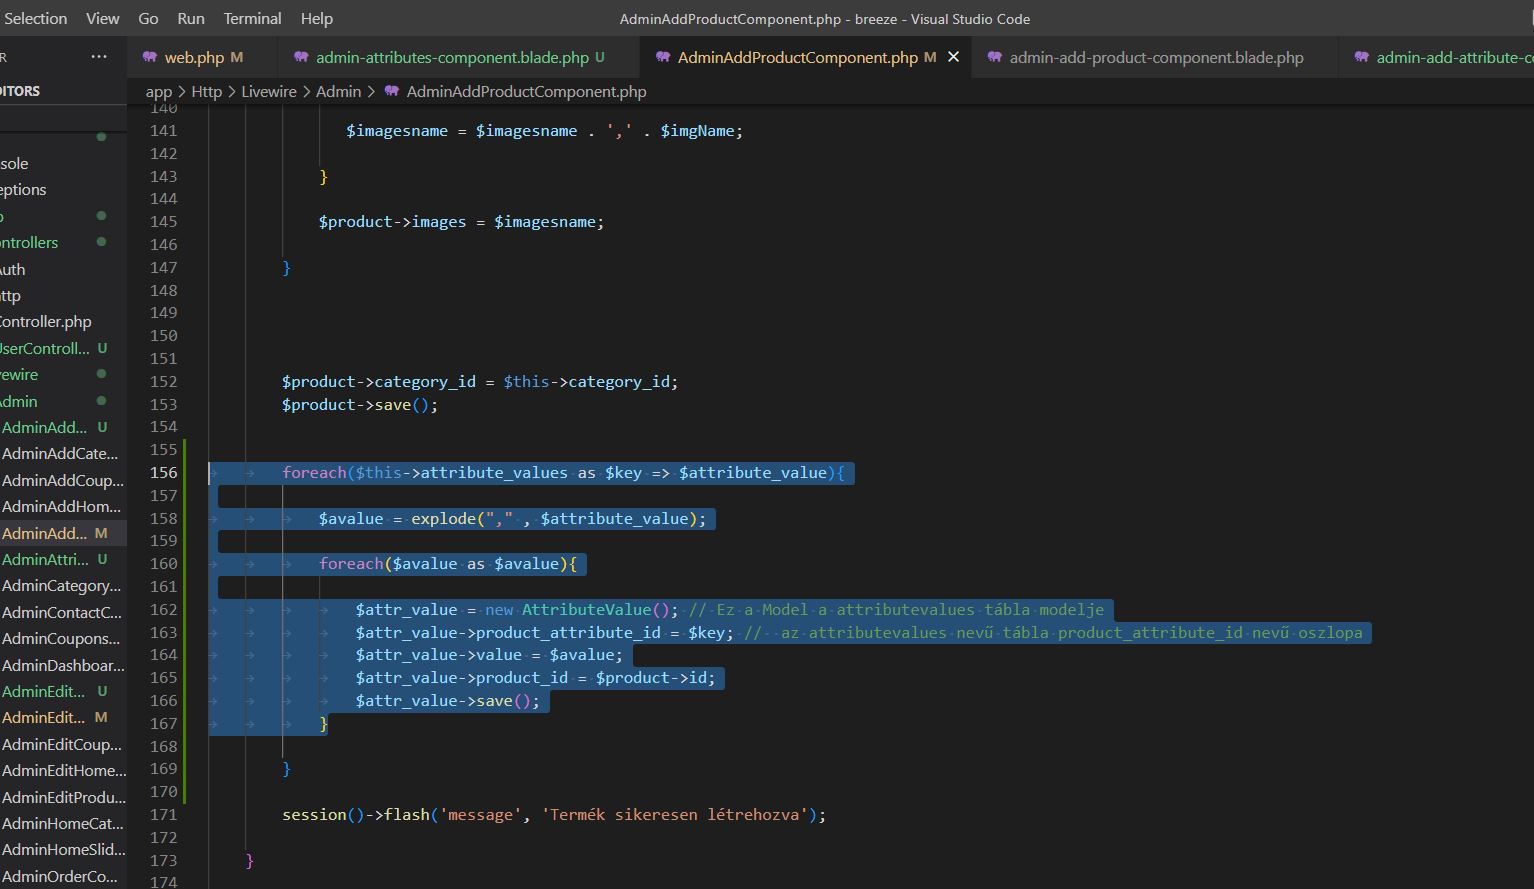 Selection View Go Run Terminal Help AdminAddProductComponent.php - breeze - Visual Studio Code
R ... web.php M admin-attributes-component.blade.php U AdminAddProductComponent.php M admin-add-product-component.blade.php admin-add-attribute-co
DITORS
app > Http > Livewire > Admin > AdminAddProductComponent.php
sole
eptions
p
ontrollers
Auth
ttp
Controller.php
UserControll... U
vewire
Admin
AdminAdd... U
AdminAddCate...
AdminAddCoup...
AdminAddHom...
AdminAdd... M
AdminAttri... U
AdminCategory...
AdminContactC...
AdminCoupons...
AdminDashboar...
AdminEdit... U
AdminEdit... M
AdminEditCoup...
AdminEditHome...
AdminEditProdu...
AdminHomeCat...
AdminHomeSlid...
AdminOrderCo...
140
141 $imagesname = $imagesname . ',' . $imgName;
142
143 }
144
145 $product->images = $imagesname;
146
147 }
148
149
150
151
152 $product->category_id = $this->category_id;
153 $product->save();
154
155
156 foreach($this->attribute_values as $key => $attribute_value){
157
158 $avalue = explode("," , $attribute_value);
159
160 foreach($avalue as $avalue){
161
162 $attr_value = new AttributeValue(); // Ez a Model a attributevalues tábla modelje
163 $attr_value->product_attribute_id = $key; // az attributevalues nevű tábla product_attribute_id nevű oszlopa
164 $attr_value->value = $avalue;
165 $attr_value->product_id = $product->id;
166 $attr_value->save();
167 }
168
169 }
170
171 session()->flash('message', 'Termék sikeresen létrehozva');
172
173 }
174